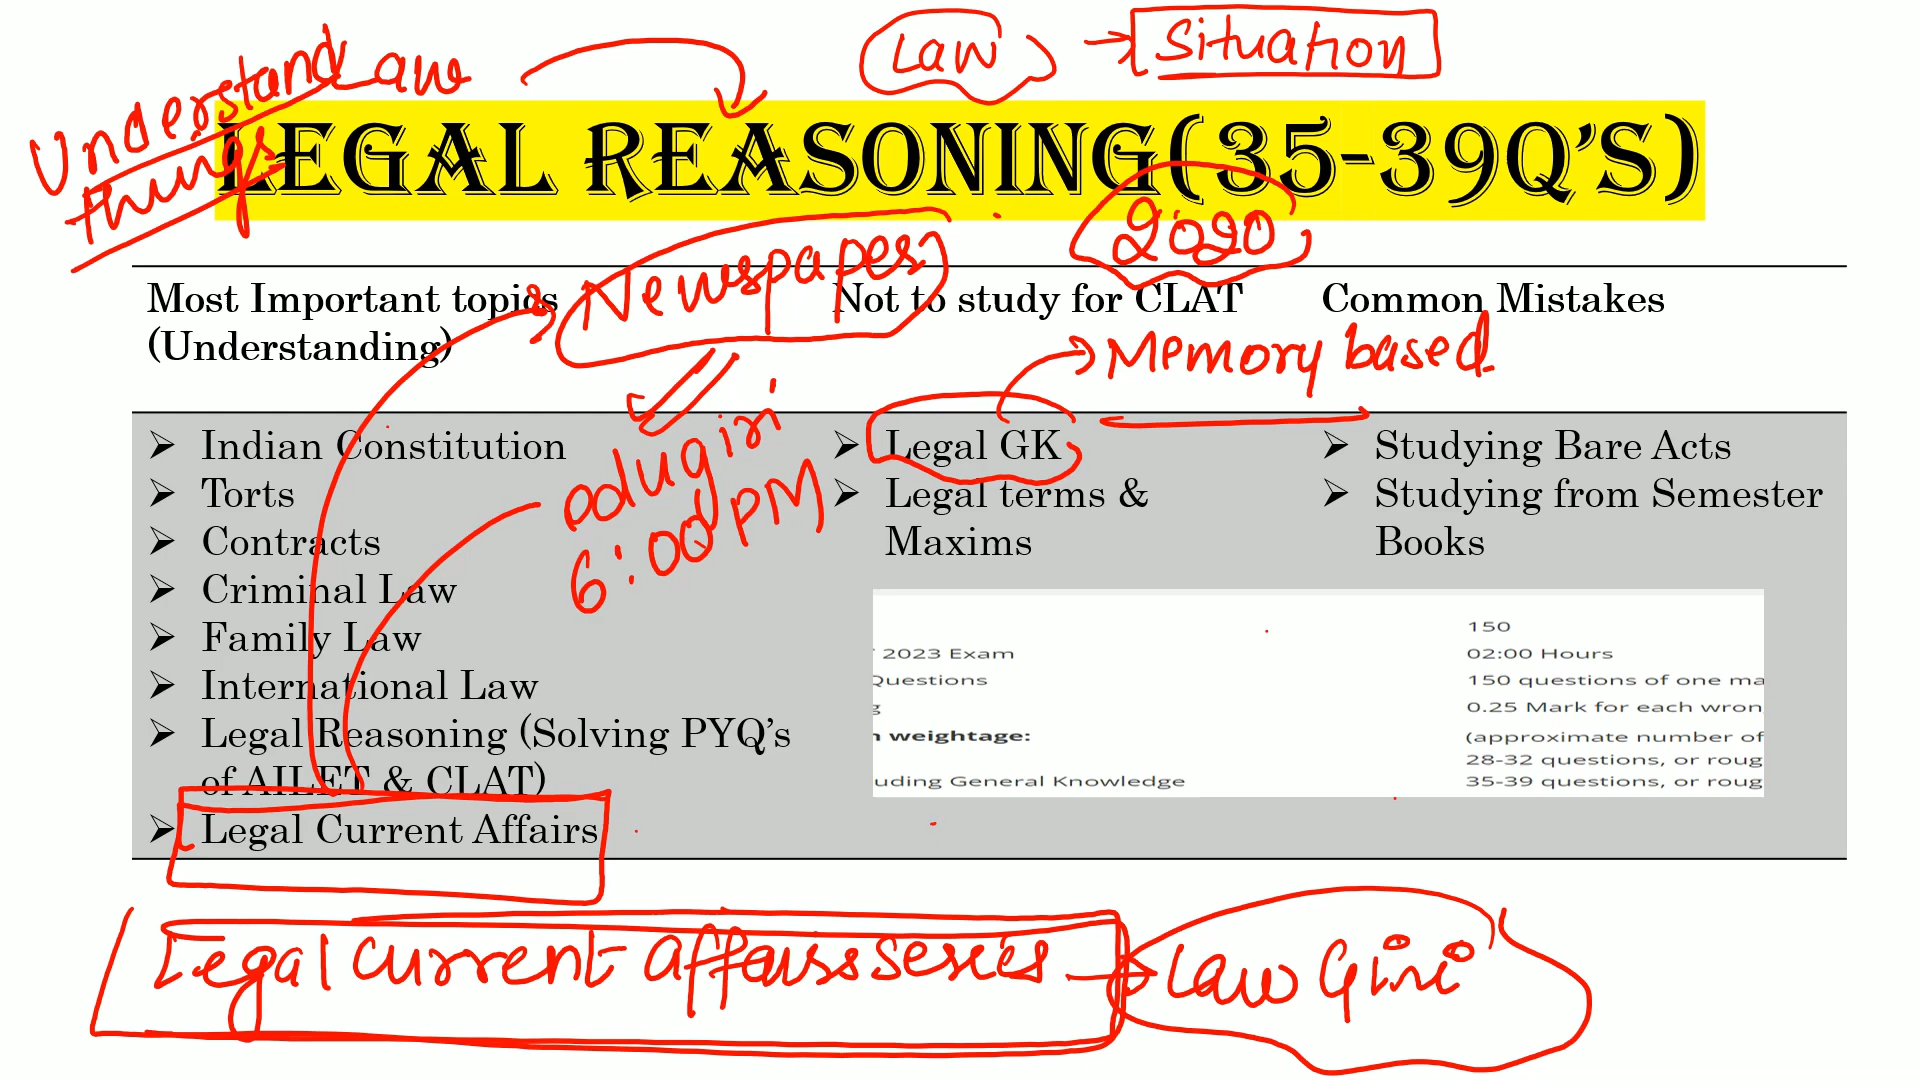 Law → Situation
Understand Law
things
LEGAL REASONING(35-39Q'S)
2020
Newspapers
Most Important topics
(Understanding)
Not to study for CLAT
Common Mistakes
Memory based
adugiri
6:00 PM
➢ Indian Constitution
➢ Torts
➢ Contracts
➢ Criminal Law
➢ Family Law
➢ International Law
➢ Legal Reasoning (Solving PYQ's
of AILET & CLAT)
➢ Legal Current Affairs
➢ Legal GK
➢ Legal terms &
Maxims
➢ Studying Bare Acts
➢ Studying from Semester
Books
150
2023 Exam 02:00 Hours
Questions 150 questions of one ma
g 0.25 Mark for each wron
n weightage: (approximate number of
28-32 questions, or roug
uding General Knowledge 35-39 questions, or roug
Legal current affairs series → Law Giri